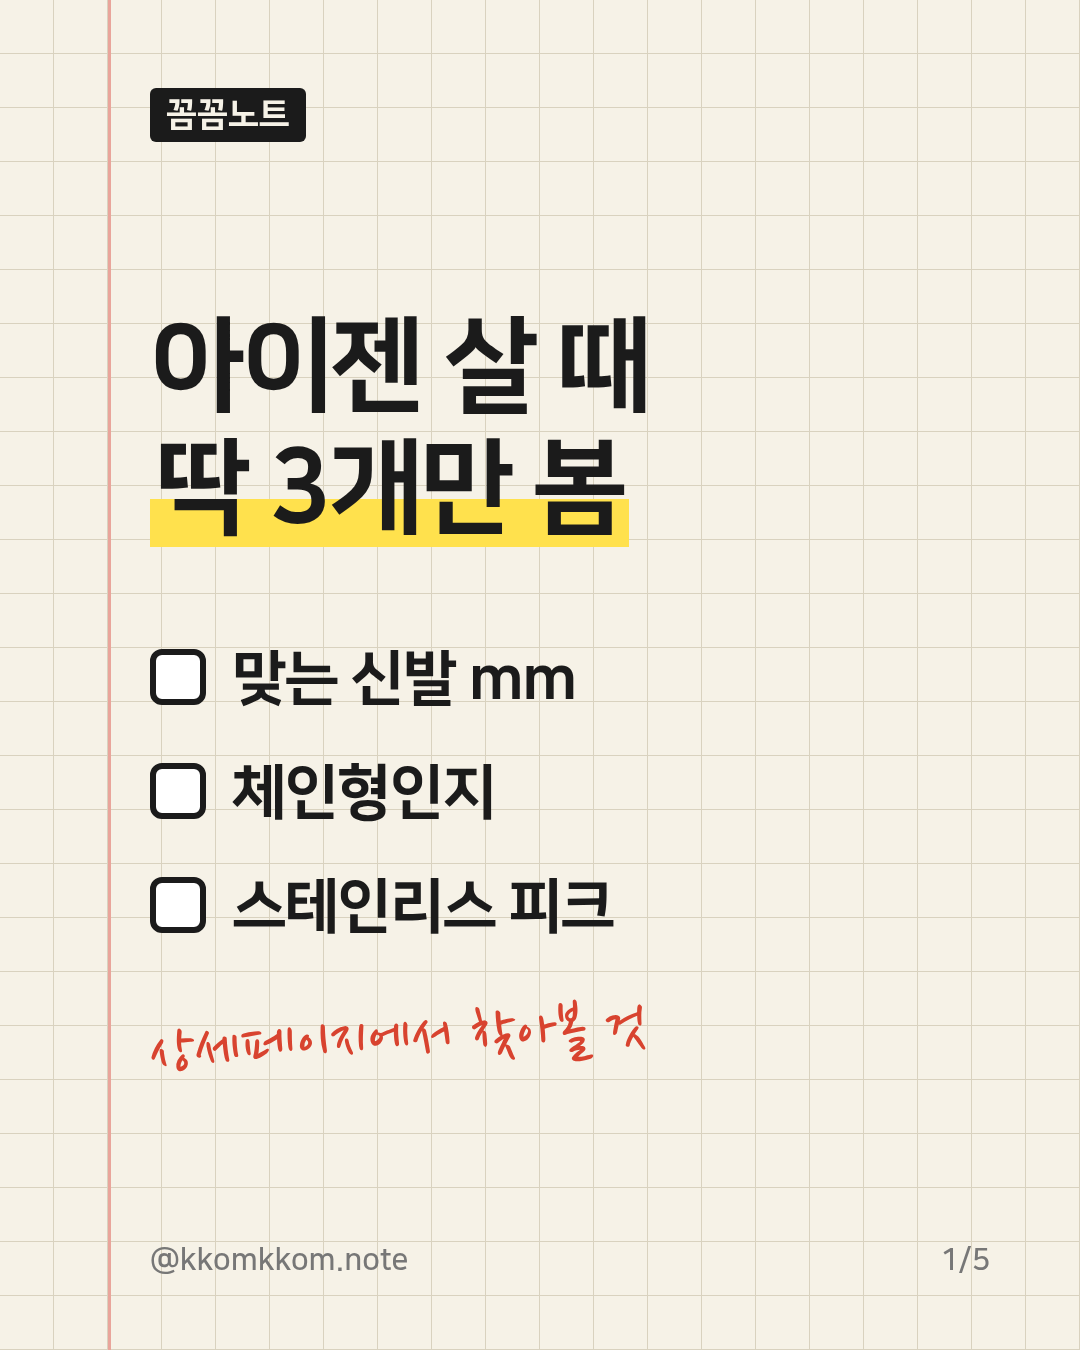 꼼꼼노트
아이젠 살 때
딱 3개만 봄
맞는 신발 mm
체인형인지
스테인리스 피크
상세페이지에서 찾아볼 것
@kkomkkom.note
1/5